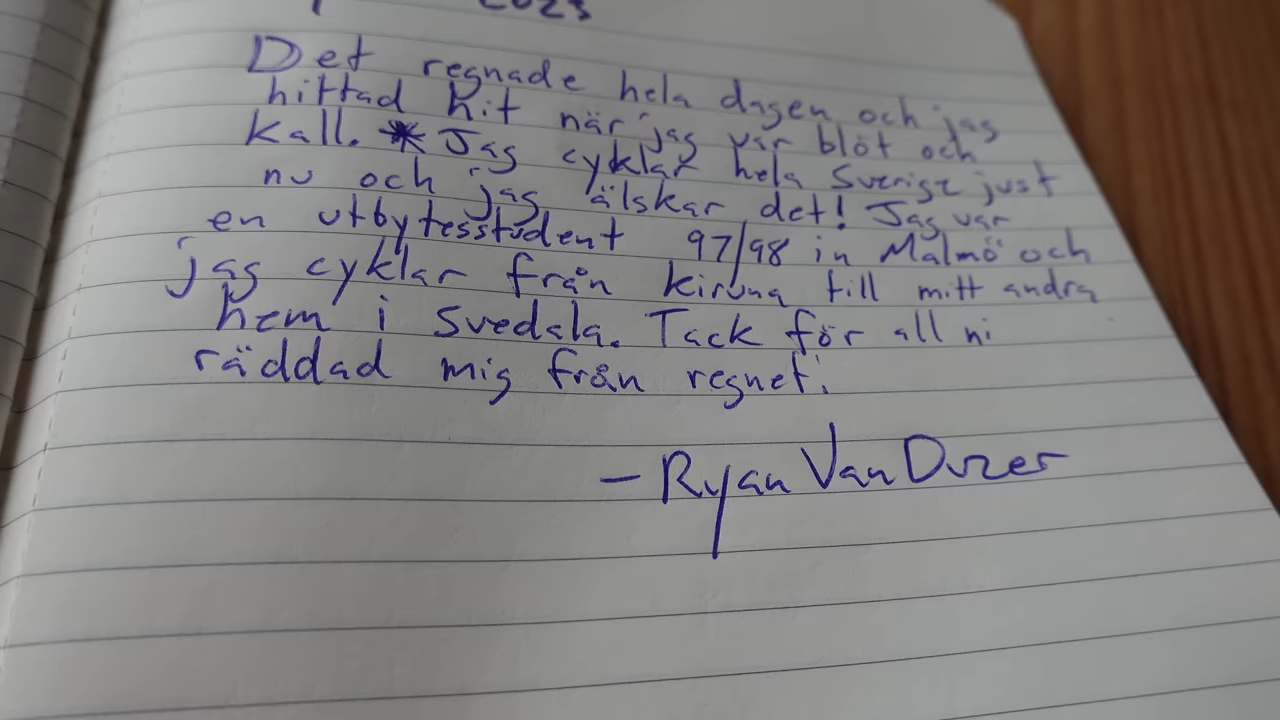 2023
Det regnade hela dagen och jag
hittad hit när jag var blöt och
kall. Jag cyklar hela Sverige just
nu och jag älskar det! Jag var
en utbytesstudent 97/98 in Malmö och
jag cyklar från Kiruna till mitt andra
hem i Svedala. Tack för all ni
räddad mig från regnet!
- Ryan Van Duzer